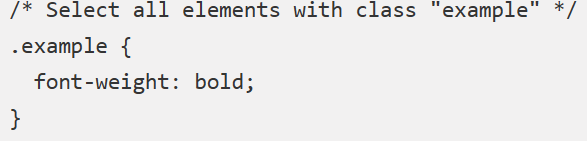 /* Select all elements with class "example" */
.example {
  font-weight: bold;
}